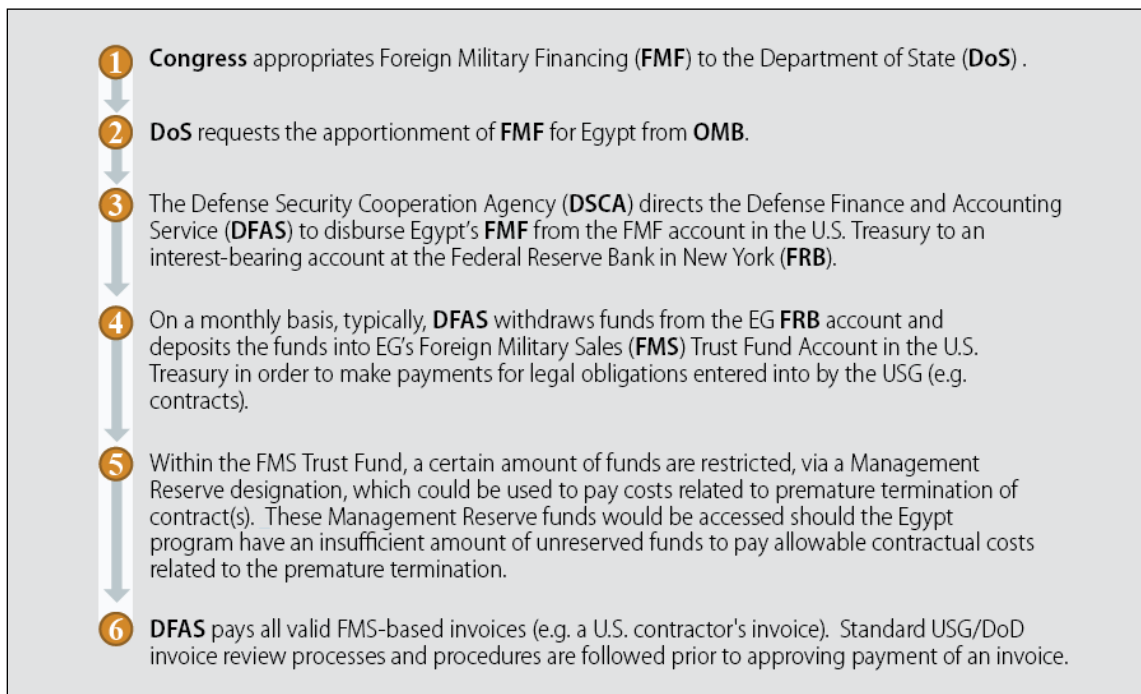 1 Congress appropriates Foreign Military Financing (FMF) to the Department of State (DoS) .
2 DoS requests the apportionment of FMF for Egypt from OMB.
3 The Defense Security Cooperation Agency (DSCA) directs the Defense Finance and Accounting
Service (DFAS) to disburse Egypt's FMF from the FMF account in the U.S. Treasury to an
interest-bearing account at the Federal Reserve Bank in New York (FRB).
4 On a monthly basis, typically, DFAS withdraws funds from the EG FRB account and
deposits the funds into EG's Foreign Military Sales (FMS) Trust Fund Account in the U.S.
Treasury in order to make payments for legal obligations entered into by the USG (e.g.
contracts).
5 Within the FMS Trust Fund, a certain amount of funds are restricted, via a Management
Reserve designation, which could be used to pay costs related to premature termination of
contract(s). These Management Reserve funds would be accessed should the Egypt
program have an insufficient amount of unreserved funds to pay allowable contractual costs
related to the premature termination.
6 DFAS pays all valid FMS-based invoices (e.g. a U.S. contractor's invoice). Standard USG/DoD
invoice review processes and procedures are followed prior to approving payment of an invoice.